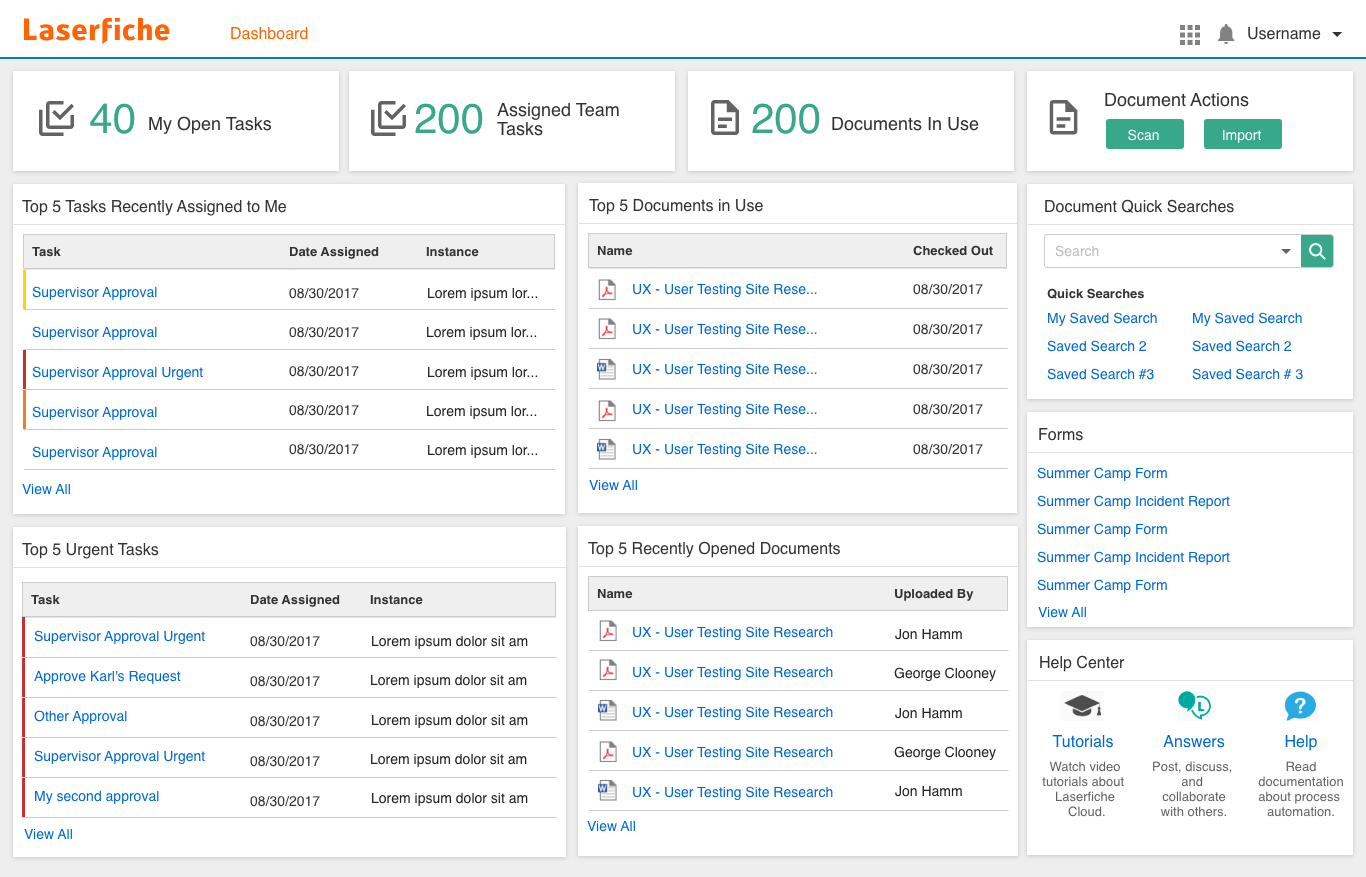 Laserfiche
Dashboard
Username
40 My Open Tasks
200 Assigned Team
Tasks
200 Documents In Use
Document Actions
Scan Import
Top 5 Tasks Recently Assigned to Me
Task Date Assigned Instance
Supervisor Approval 08/30/2017 Lorem ipsum lor...
Supervisor Approval 08/30/2017 Lorem ipsum lor...
Supervisor Approval Urgent 08/30/2017 Lorem ipsum lor...
Supervisor Approval 08/30/2017 Lorem ipsum lor...
Supervisor Approval 08/30/2017 Lorem ipsum lor...
View All
Top 5 Documents in Use
Name Checked Out
UX - User Testing Site Rese... 08/30/2017
UX - User Testing Site Rese... 08/30/2017
W UX - User Testing Site Rese... 08/30/2017
UX - User Testing Site Rese... 08/30/2017
W UX - User Testing Site Rese... 08/30/2017
View All
Document Quick Searches
Search
Quick Searches
My Saved Search My Saved Search
Saved Search 2 Saved Search 2
Saved Search #3 Saved Search # 3
Forms
Summer Camp Form
Summer Camp Incident Report
Summer Camp Form
Summer Camp Incident Report
Summer Camp Form
View All
Top 5 Urgent Tasks
Task Date Assigned Instance
Supervisor Approval Urgent 08/30/2017 Lorem ipsum dolor sit am
Approve Karl's Request 08/30/2017 Lorem ipsum dolor sit am
Other Approval 08/30/2017 Lorem ipsum dolor sit am
Supervisor Approval Urgent 08/30/2017 Lorem ipsum dolor sit am
My second approval 08/30/2017 Lorem ipsum dolor sit am
View All
Top 5 Recently Opened Documents
Name Uploaded By
UX - User Testing Site Research Jon Hamm
UX - User Testing Site Research George Clooney
W UX - User Testing Site Research Jon Hamm
UX - User Testing Site Research George Clooney
W UX - User Testing Site Research Jon Hamm
View All
Help Center
L ?
Tutorials
Watch video
tutorials about
Laserfiche
Cloud.
Answers
Post, discuss,
and
collaborate
with others.
Help
Read
documentation
about process
automation.